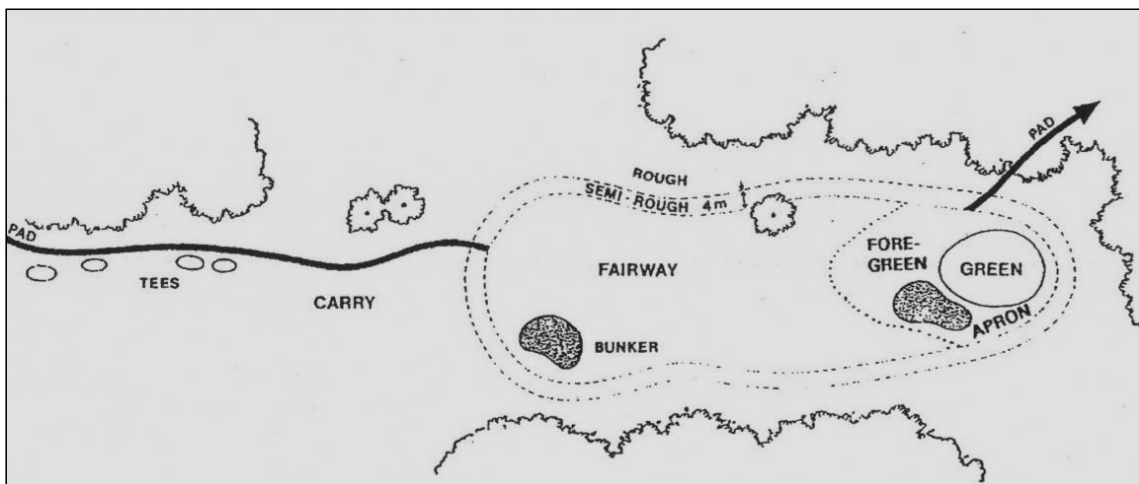 PAD
ROUGH
SEMI-ROUGH 4m
PAD
TEES
CARRY
FAIRWAY
FORE-
GREEN
GREEN
BUNKER
APRON